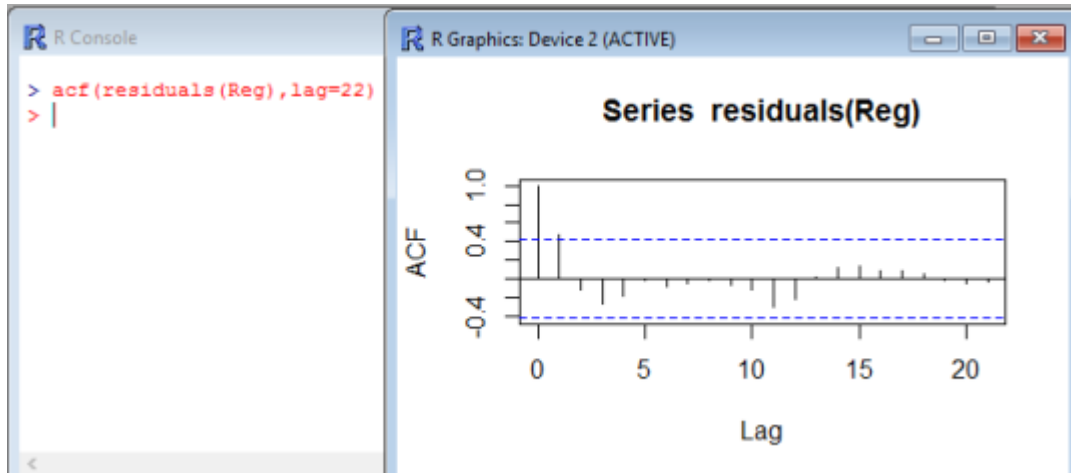 R Console
> acf(residuals(Reg),lag=22)
>
R Graphics: Device 2 (ACTIVE)
Series residuals(Reg)
ACF
1.0
0.4
-0.4
0 5 10 15 20
Lag